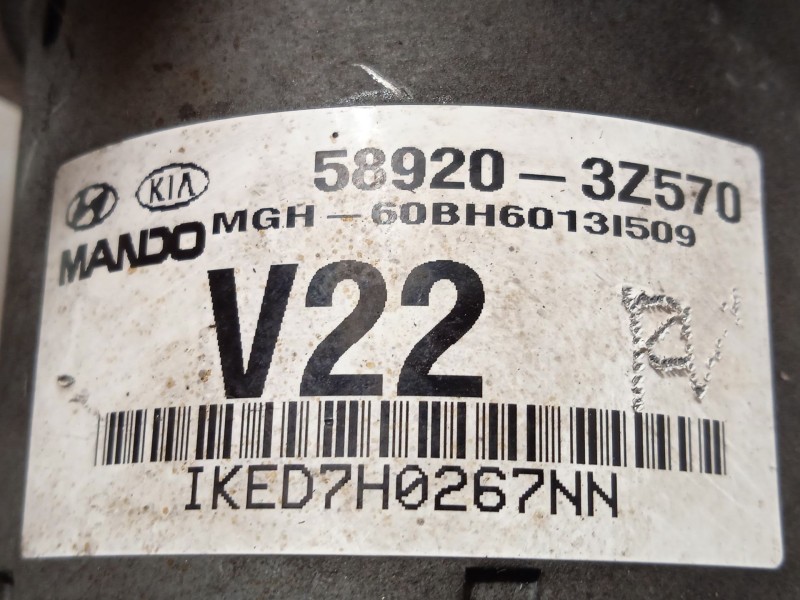 KIA 58920-3Z570
MANDO MGH-60BH6013I509
V22
IKED7H0267NN